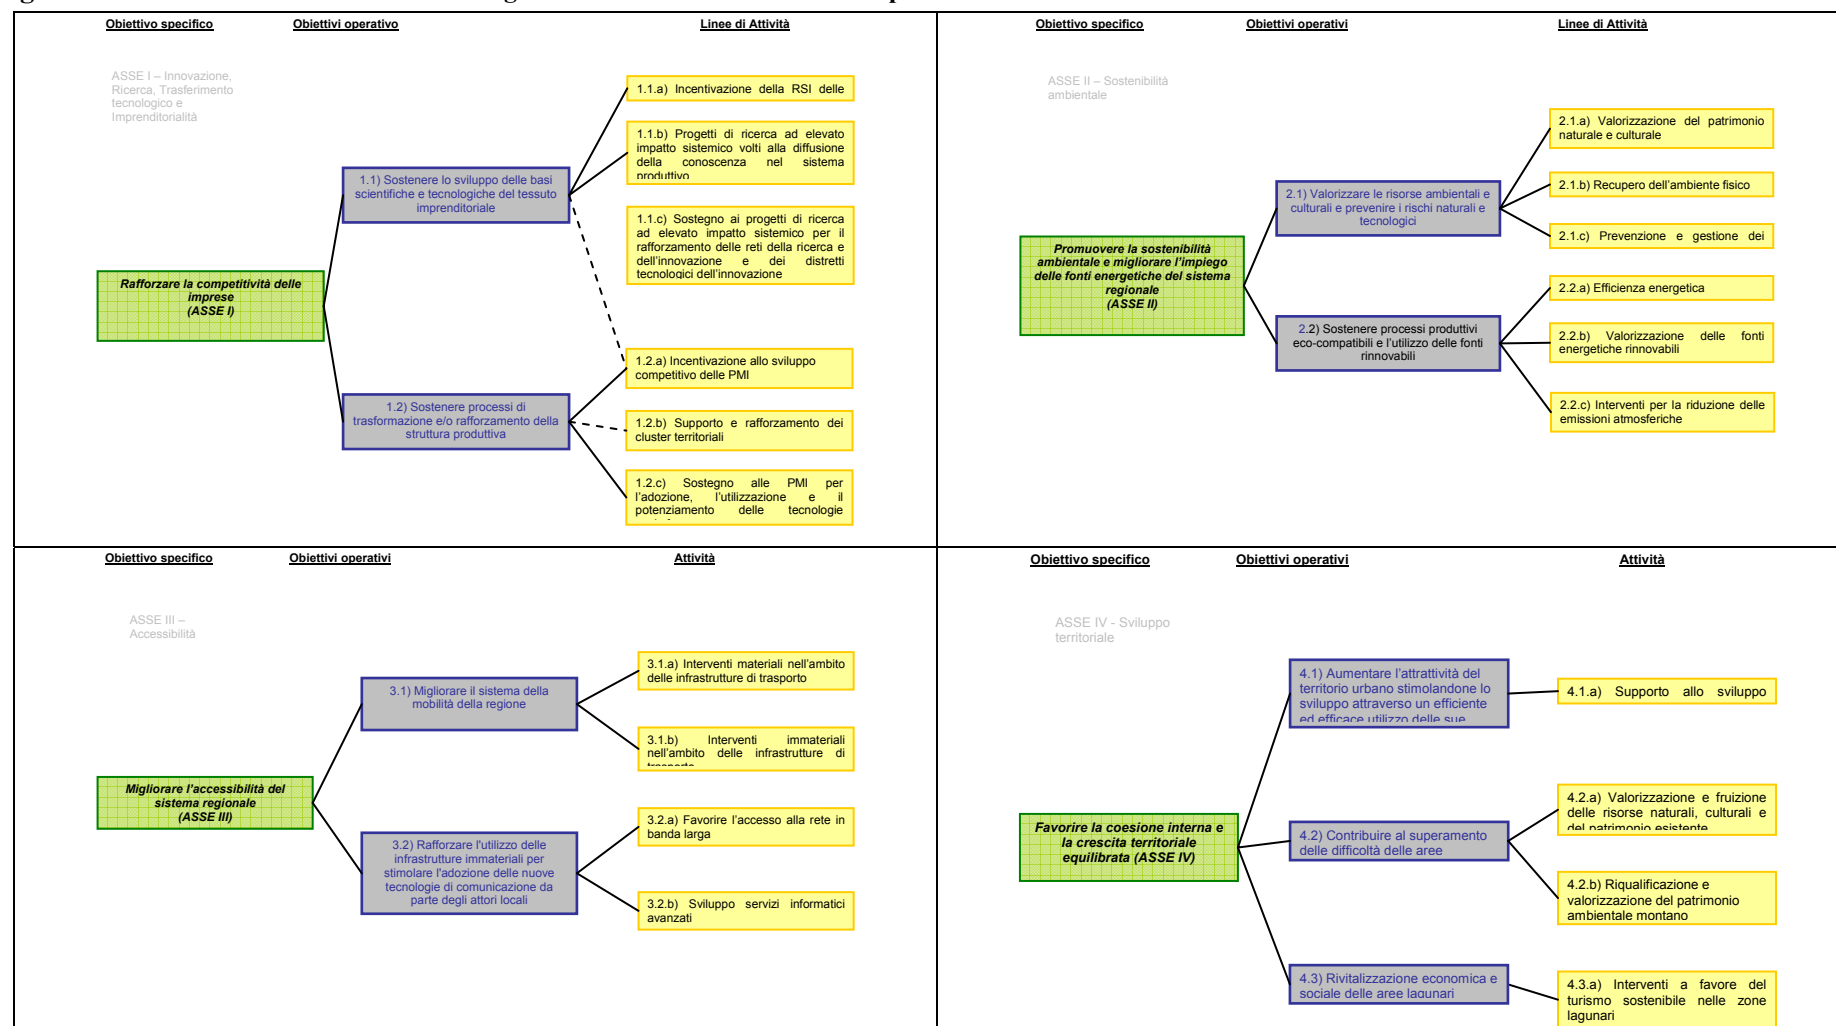 Obiettivo specifico
Obiettivi operativo
Linee di Attività
ASSE I – Innovazione,
Ricerca, Trasferimento
tecnologico e
Imprenditorialità
1.1.a) Incentivazione della RSI delle
1.1.b) Progetti di ricerca ad elevato
impatto sistemico volti alla diffusione
della conoscenza nel sistema
produttivo
1.1) Sostenere lo sviluppo delle basi
scientifiche e tecnologiche del tessuto
imprenditoriale
1.1.c) Sostegno ai progetti di ricerca
ad elevato impatto sistemico per il
rafforzamento delle reti della ricerca e
dell'innovazione e dei distretti
tecnologici dell'innovazione
Rafforzare la competitività delle
imprese
(ASSE I)
1.2.a) Incentivazione allo sviluppo
competitivo delle PMI
1.2) Sostenere processi di
trasformazione e/o rafforzamento della
struttura produttiva
1.2.b) Supporto e rafforzamento dei
cluster territoriali
1.2.c) Sostegno alle PMI per
l'adozione, l'utilizzazione e il
potenziamento delle tecnologie
Obiettivo specifico
Obiettivi operativi
Linee di Attività
ASSE II – Sostenibilità
ambientale
2.1.a) Valorizzazione del patrimonio
naturale e culturale
2.1.b) Recupero dell'ambiente fisico
2.1) Valorizzare le risorse ambientali e
culturali e prevenire i rischi naturali e
tecnologici
2.1.c) Prevenzione e gestione dei
Promuovere la sostenibilità
ambientale e migliorare l'impiego
delle fonti energetiche del sistema
regionale
(ASSE II)
2.2.a) Efficienza energetica
2.2) Sostenere processi produttivi
eco-compatibili e l'utilizzo delle fonti
rinnovabili
2.2.b) Valorizzazione delle fonti
energetiche rinnovabili
2.2.c) Interventi per la riduzione delle
emissioni atmosferiche
Obiettivo specifico
Obiettivi operativi
Attività
ASSE III –
Accessibilità
3.1.a) Interventi materiali nell'ambito
delle infrastrutture di trasporto
3.1) Migliorare il sistema della
mobilità della regione
3.1.b) Interventi immateriali
nell'ambito delle infrastrutture di
trasporto
Migliorare l'accessibilità del
sistema regionale
(ASSE III)
3.2.a) Favorire l'accesso alla rete in
banda larga
3.2) Rafforzare l'utilizzo delle
infrastrutture immateriali per
stimolare l'adozione delle nuove
tecnologie di comunicazione da
parte degli attori locali
3.2.b) Sviluppo servizi informatici
avanzati
Obiettivo specifico
Obiettivi operativi
Attività
ASSE IV - Sviluppo
territoriale
4.1) Aumentare l'attrattività del
territorio urbano stimolandone lo
sviluppo attraverso un efficiente
ed efficace utilizzo delle sue
4.1.a) Supporto allo sviluppo
4.2.a) Valorizzazione e fruizione
delle risorse naturali, culturali e
del patrimonio esistente
Favorire la coesione interna e
la crescita territoriale
equilibrata (ASSE IV)
4.2) Contribuire al superamento
delle difficoltà delle aree
4.2.b) Riqualificazione e
valorizzazione del patrimonio
ambientale montano
4.3) Rivitalizzazione economica e
sociale delle aree lagunari
4.3.a) Interventi a favore del
turismo sostenibile nelle zone
lagunari